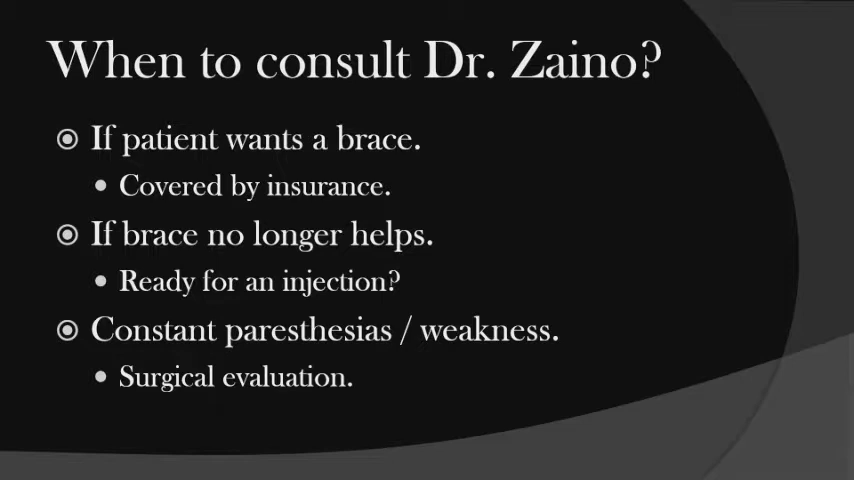 When to consult Dr. Zaino?
If patient wants a brace.
Covered by insurance.
If brace no longer helps.
Ready for an injection?
Constant paresthesias / weakness.
Surgical evaluation.